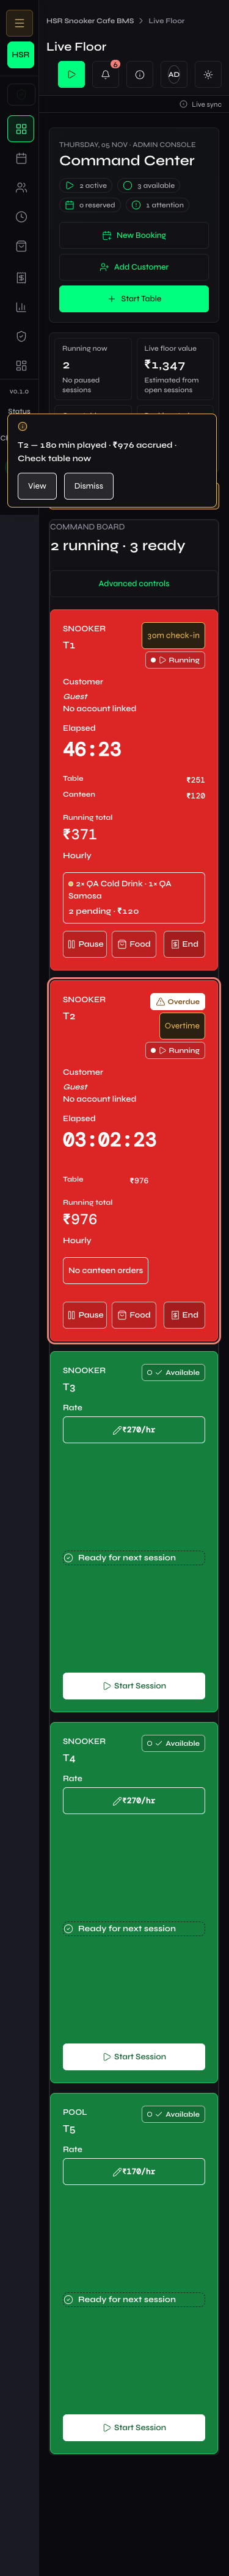 HSR Snooker Cafe BMS > Live Floor
HSR
Live Floor
6
AD
Live sync
THURSDAY, 05 NOV · ADMIN CONSOLE
Command Center
2 active
3 available
0 reserved
1 attention
New Booking
Add Customer
Start Table
Running now
2
No paused
sessions
Live floor value
₹1,347
Estimated from
open sessions
v0.1.0
Status
T2 — 180 min played · ₹976 accrued ·
Check table now
View
Dismiss
COMMAND BOARD
2 running · 3 ready
Advanced controls
SNOOKER
T1
30m check-in
Running
Customer
Guest
No account linked
Elapsed
46:23
Table ₹251
Canteen ₹120
Running total
₹371
Hourly
2× QA Cold Drink · 1× QA
Samosa
2 pending · ₹120
Pause
Food
End
SNOOKER
T2
Overdue
Overtime
Running
Customer
Guest
No account linked
Elapsed
03:02:23
Table ₹976
Running total
₹976
Hourly
No canteen orders
Pause
Food
End
SNOOKER
T3
Available
Rate
₹270/hr
Ready for next session
Start Session
SNOOKER
T4
Available
Rate
₹270/hr
Ready for next session
Start Session
POOL
T5
Available
Rate
₹170/hr
Ready for next session
Start Session